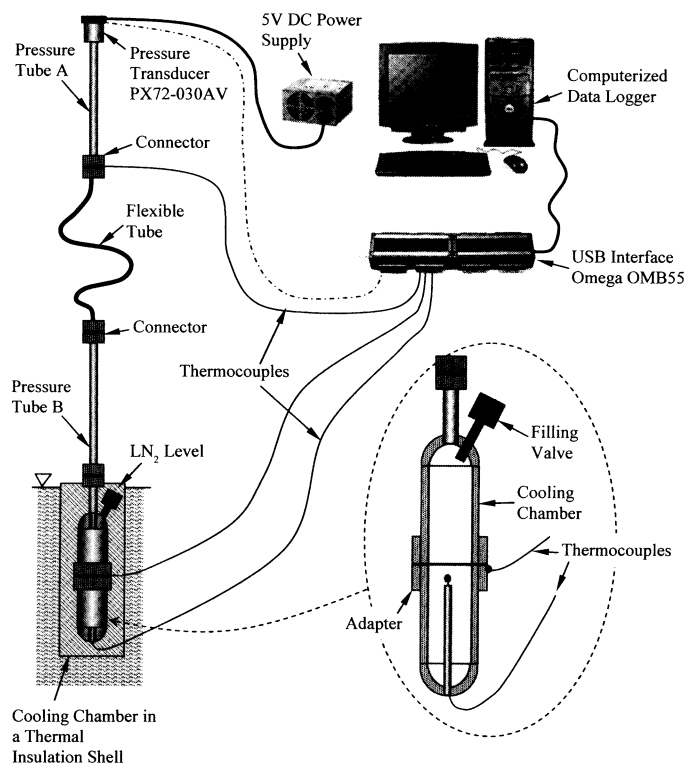 5V DC Power
Supply
Pressure
Tube A
Pressure
Transducer
PX72-030AV
Computerized
Data Logger
Connector
Flexible
Tube
USB Interface
Omega OMB55
Connector
Thermocouples
Pressure
Tube B
LN₂ Level
Filling
Valve
Cooling
Chamber
Thermocouples
Adapter
Cooling Chamber in
a Thermal
Insulation Shell